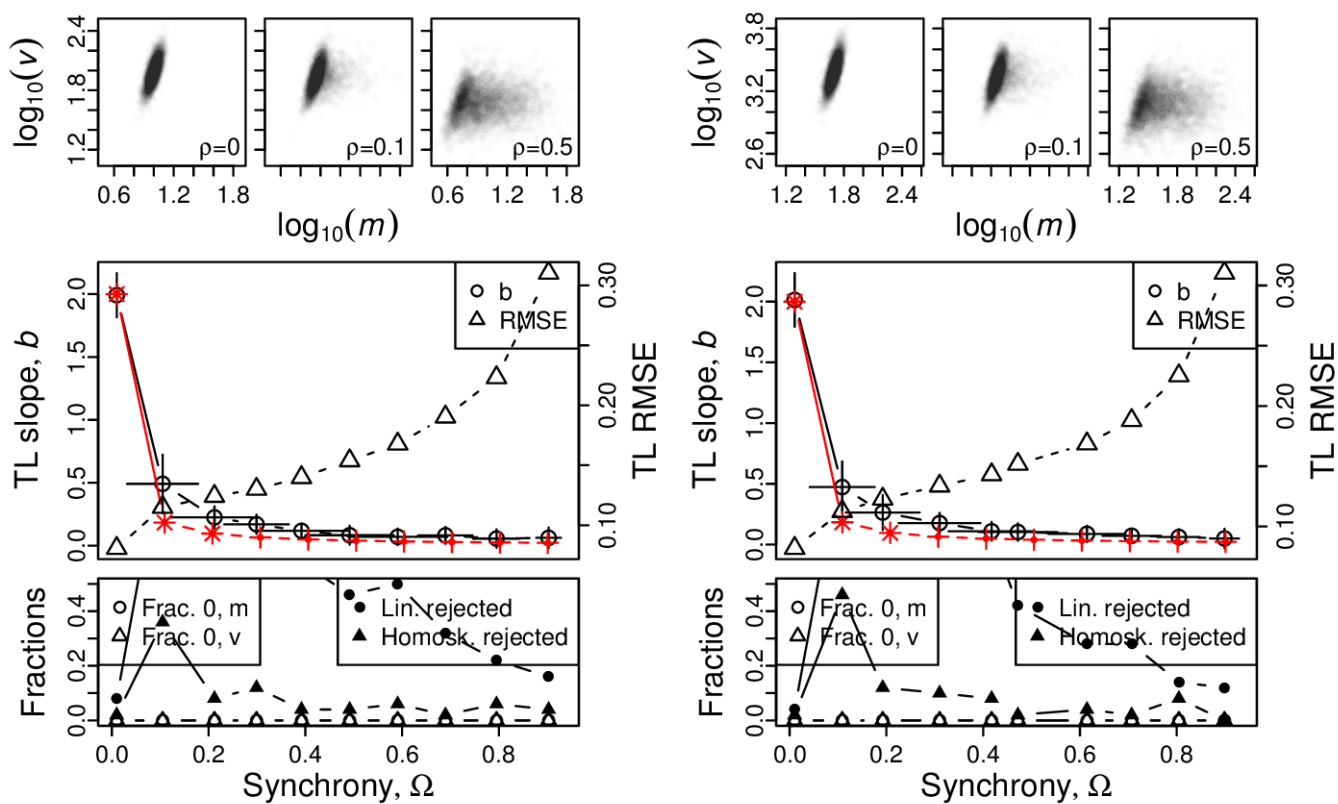 log10(v)
2.4
1.8
1.2
ρ=0
ρ=0.1
ρ=0.5
0.6 1.2 1.8
0.6 1.2 1.8
log10(m)
log10(v)
3.8
3.2
2.6
ρ=0
ρ=0.1
ρ=0.5
1.2 1.8 2.4
1.2 1.8 2.4
log10(m)
TL slope, b
2.0
1.5
1.0
0.5
0.0
b
RMSE
0.30
0.20
0.10
TL RMSE
TL slope, b
2.0
1.5
1.0
0.5
0.0
b
RMSE
0.30
0.20
0.10
TL RMSE
Fractions
0.4
0.2
0.0
Frac. 0, m
Frac. 0, v
Lin. rejected
Homosk. rejected
0.0 0.2 0.4 0.6 0.8
Synchrony, Ω
Fractions
0.4
0.2
0.0
Frac. 0, m
Frac. 0, v
Lin. rejected
Homosk. rejected
0.0 0.2 0.4 0.6 0.8
Synchrony, Ω